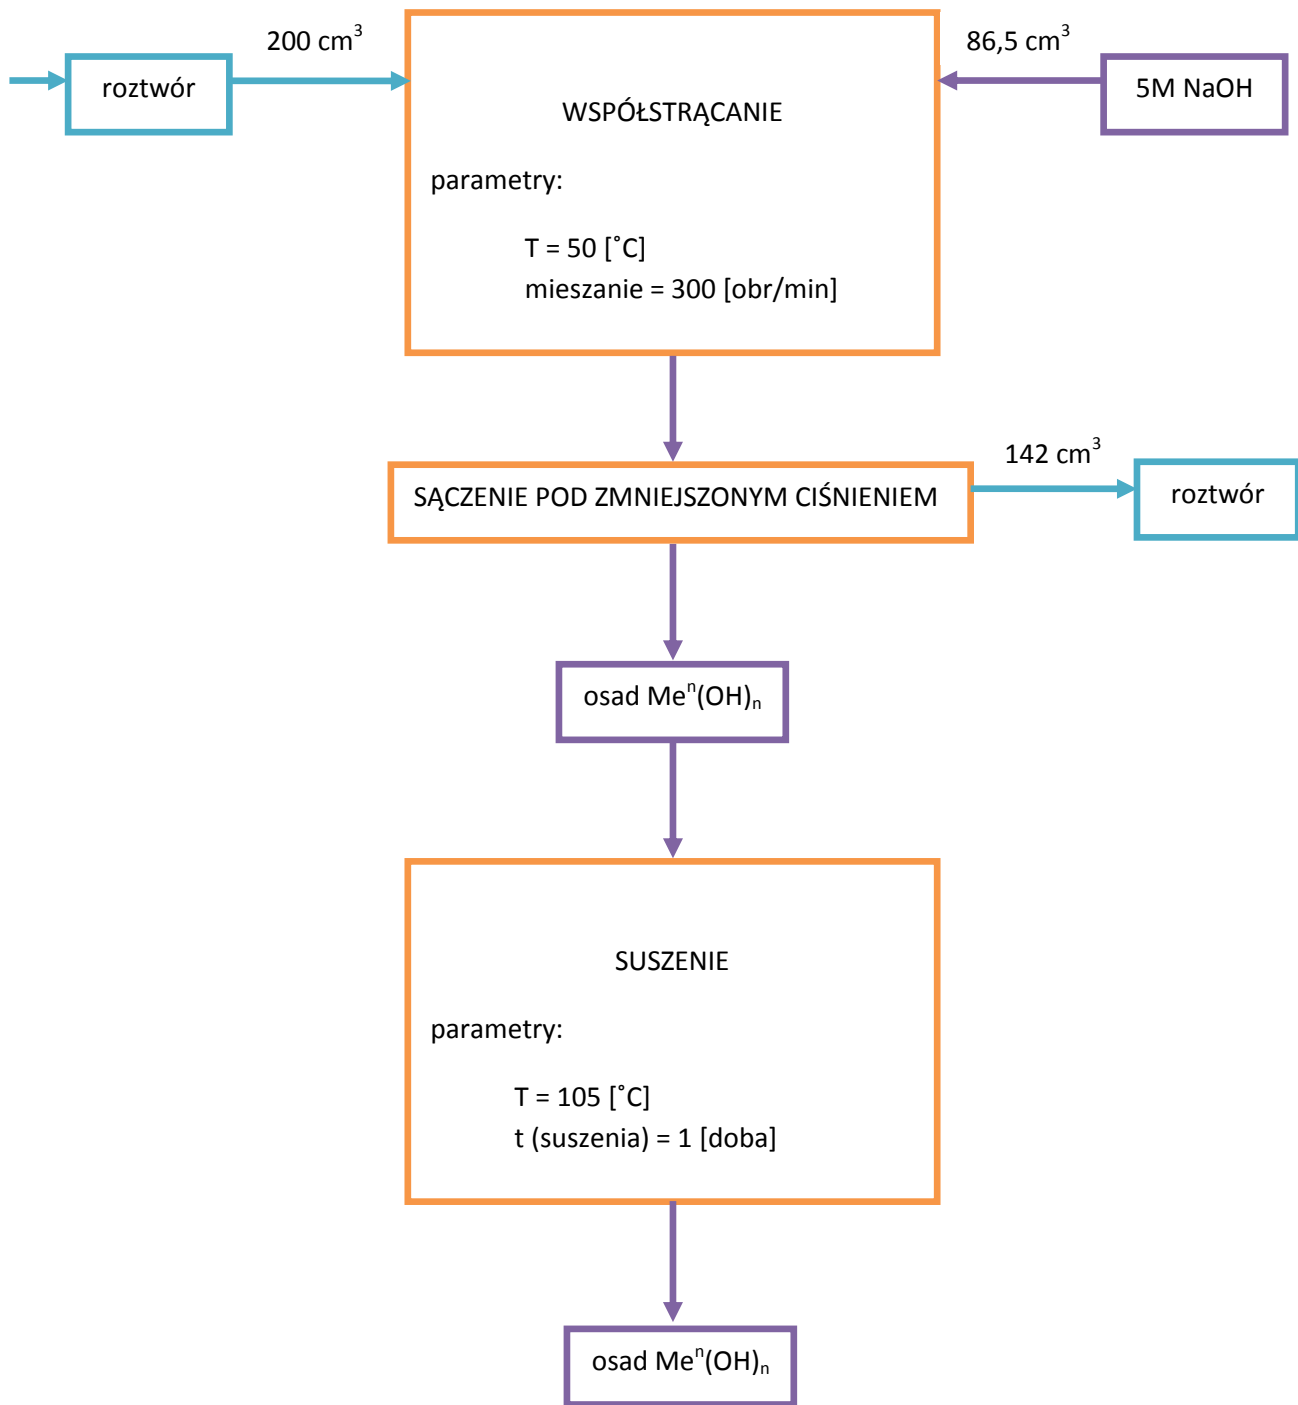 200 cm³
86,5 cm³
roztwór
5M NaOH
WSPÓŁSTRĄCANIE
parametry:
T = 50 [˚C]
mieszanie = 300 [obr/min]
142 cm³
SĄCZENIE POD ZMNIEJSZONYM CIŚNIENIEM
roztwór
osad Meⁿ(OH)ₙ
SUSZENIE
parametry:
T = 105 [˚C]
t (suszenia) = 1 [doba]
osad Meⁿ(OH)ₙ